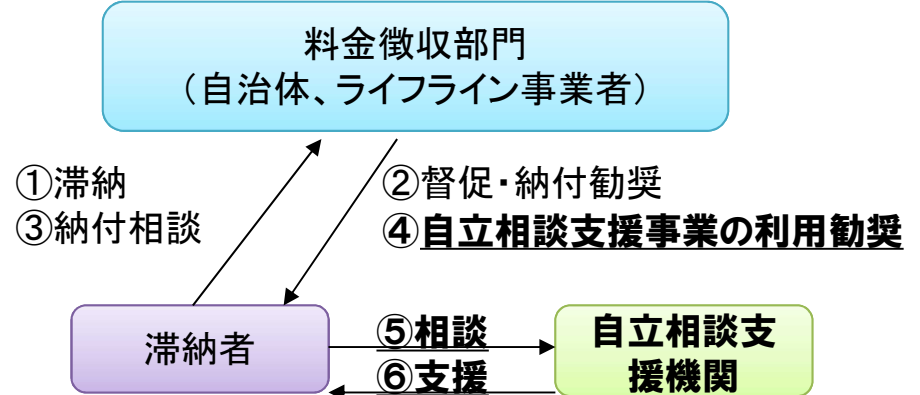 料金徴収部門
（自治体、ライフライン事業者）
①滞納
③納付相談
②督促・納付勧奨
④自立相談支援事業の利用勧奨
滞納者
⑤相談
⑥支援
自立相談支
援機関